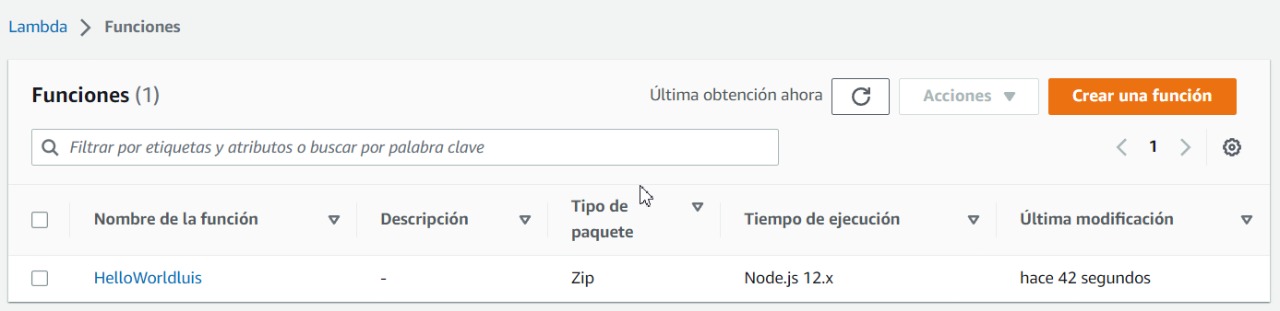 Lambda > Funciones
Funciones (1) Última obtención ahora Acciones Crear una función
Filtrar por etiquetas y atributos o buscar por palabra clave
1
Nombre de la función Descripción Tipo de paquete Tiempo de ejecución Última modificación
HelloWorldluis - Zip Node.js 12.x hace 42 segundos